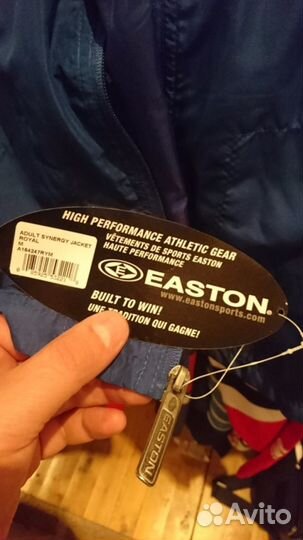 HIGH PERFORMANCE ATHLETIC GEAR
VÊTEMENTS DE SPORTS EASTON
HAUTE PERFORMANCE
ADULT SYNERGY JACKET
ROYAL
M
A164247RYM
EASTON
www.eastonsports.com
BUILT TO WIN!
UNE TRADITION QUI GAGNE!
EASTON
Avito